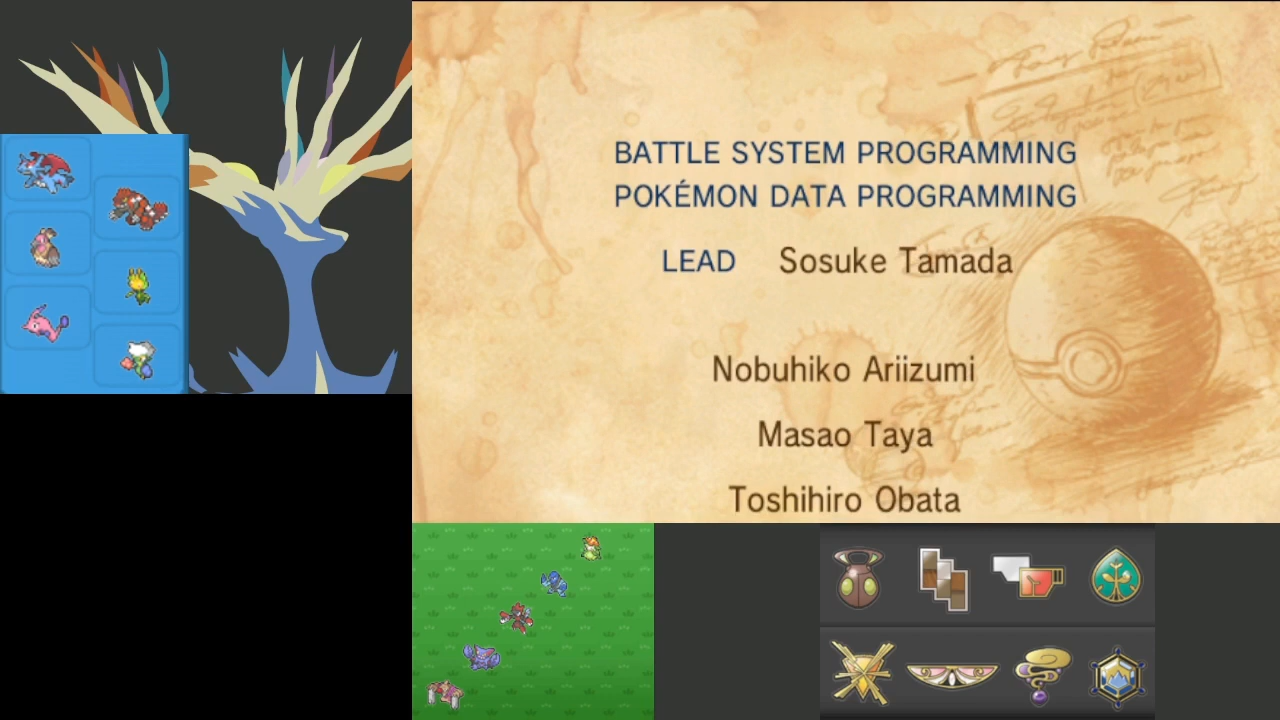 BATTLE SYSTEM PROGRAMMING
POKÉMON DATA PROGRAMMING
LEAD Sosuke Tamada
Nobuhiko Ariizumi
Masao Taya
Toshihiro Obata